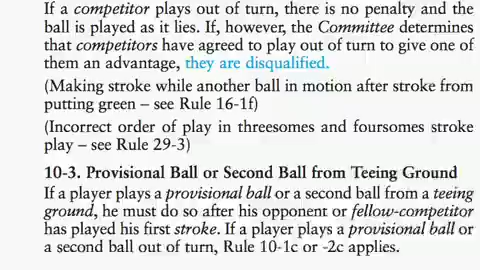 If a competitor plays out of turn, there is no penalty and the
ball is played as it lies. If, however, the Committee determines
that competitors have agreed to play out of turn to give one of
them an advantage, they are disqualified.
(Making stroke while another ball in motion after stroke from
putting green – see Rule 16-1f)
(Incorrect order of play in threesomes and foursomes stroke
play – see Rule 29-3)
10-3. Provisional Ball or Second Ball from Teeing Ground
If a player plays a provisional ball or a second ball from a teeing
ground, he must do so after his opponent or fellow-competitor
has played his first stroke. If a player plays a provisional ball or
a second ball out of turn, Rule 10-1c or -2c applies.